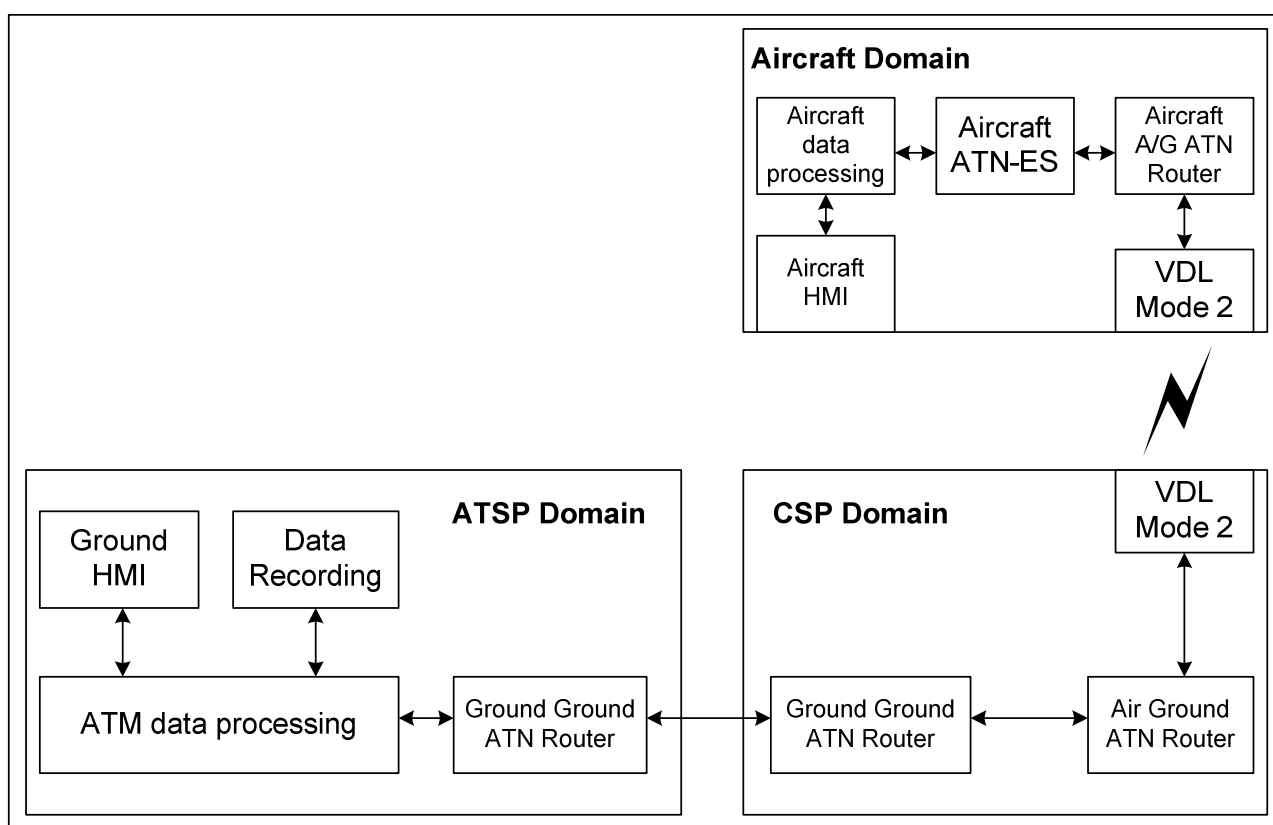 Aircraft Domain
Aircraft
data
processing
Aircraft
ATN-ES
Aircraft
A/G ATN
Router
Aircraft
HMI
VDL
Mode 2
ATSP Domain
Ground
HMI
Data
Recording
ATM data processing
Ground Ground
ATN Router
CSP Domain
VDL
Mode 2
Ground Ground
ATN Router
Air Ground
ATN Router